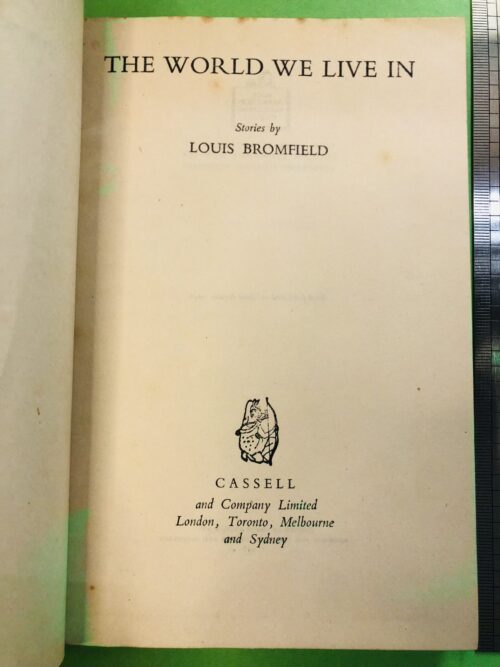 THE WORLD WE LIVE IN
Stories by
LOUIS BROMFIELD
CASSELL
and Company Limited
London, Toronto, Melbourne
and Sydney